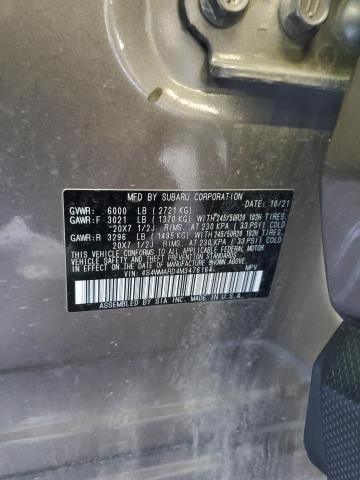 MFD BY SUBARU CORPORATION
DATE: 10/21
GVWR: 6000 LB (2721 KG)
GAWR:F 3021 LB (1370 KG) WITH 245/50R20 102H TIRES.
20X7 1/2J RIMS. AT 230 KPA (33 PSI) COLD
GAWR:R 3296 LB (1495 KG) WITH 245/50R20 102H TIRES.
20X7 1/2J RIMS. AT 230 KPA (33 PSI) COLD
THIS VEHICLE CONFORMS TO ALL APPLICABLE FEDERAL MOTOR
VEHICLE SAFETY AND BUMPER STANDARDS IN EFFECT
ON THE DATE OF MANUFACTURE SHOWN ABOVE.
VIN: 4S4WMARD4M3476164 MPV
ASSEMBLED BY SIA INC. IN U.S.A.